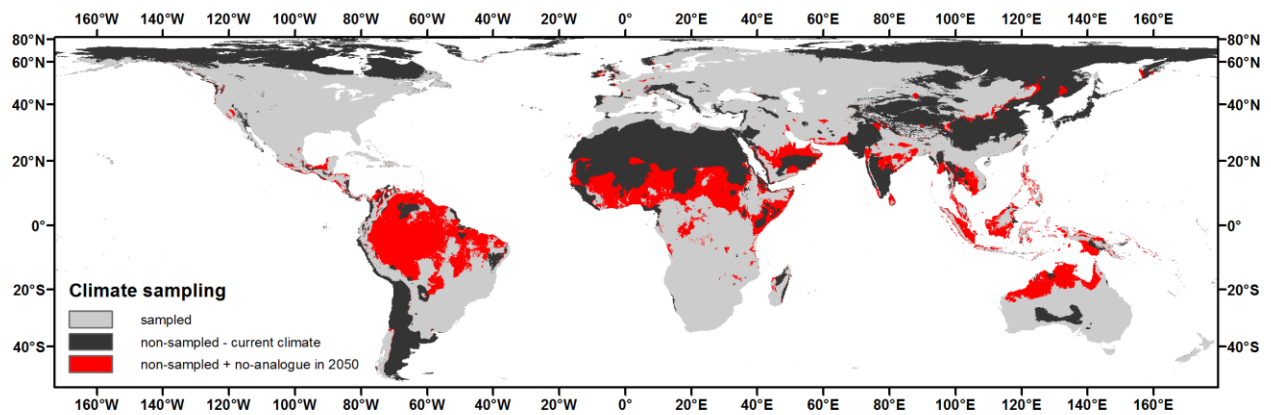 160°W 140°W 120°W 100°W 80°W 60°W 40°W 20°W 0° 20°E 40°E 60°E 80°E 100°E 120°E 140°E 160°E
80°N 80°N
60°N 60°N
40°N 40°N
20°N 20°N
0° 0°
20°S 20°S
40°S 40°S
Climate sampling
sampled
non-sampled - current climate
non-sampled + no-analogue in 2050
160°W 140°W 120°W 100°W 80°W 60°W 40°W 20°W 0° 20°E 40°E 60°E 80°E 100°E 120°E 140°E 160°E